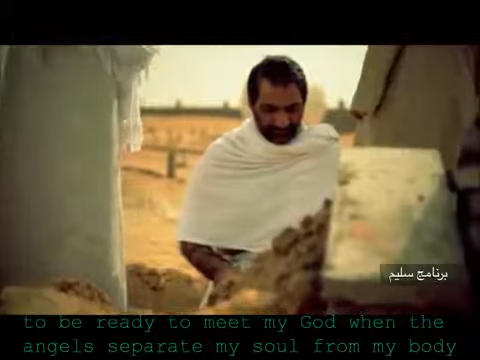 برنامج سليم
to be ready to meet my God when the
angels separate my soul from my body